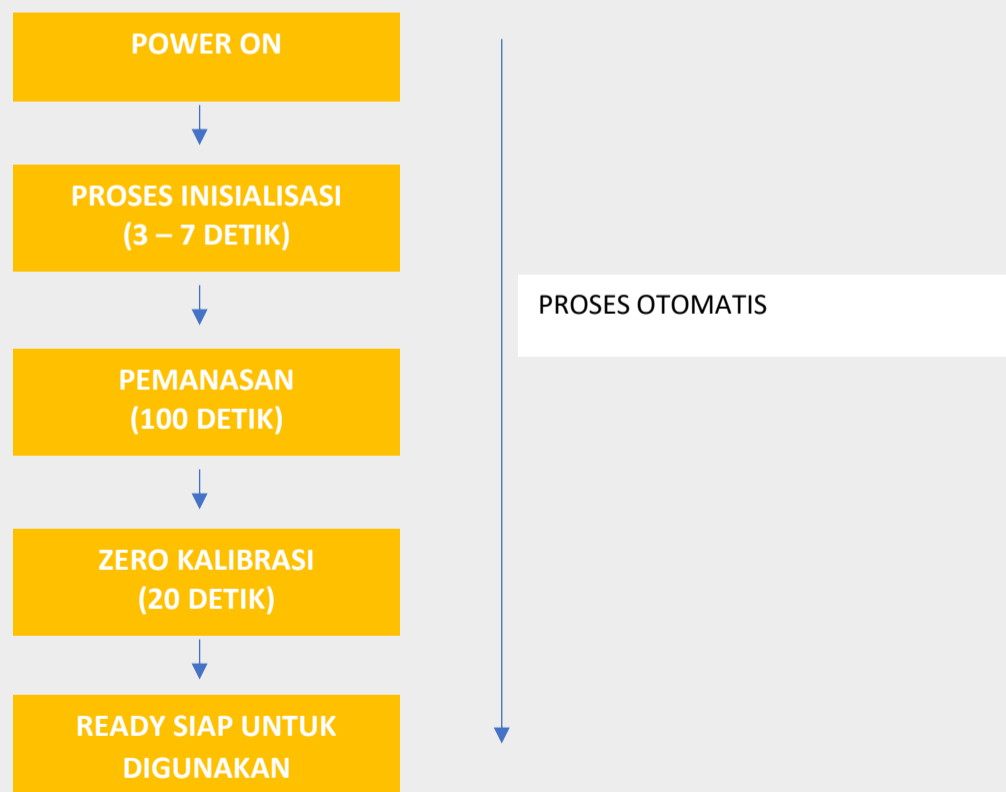 POWER ON
PROSES INISIALISASI
(3 – 7 DETIK)
PROSES OTOMATIS
PEMANASAN
(100 DETIK)
ZERO KALIBRASI
(20 DETIK)
READY SIAP UNTUK
DIGUNAKAN